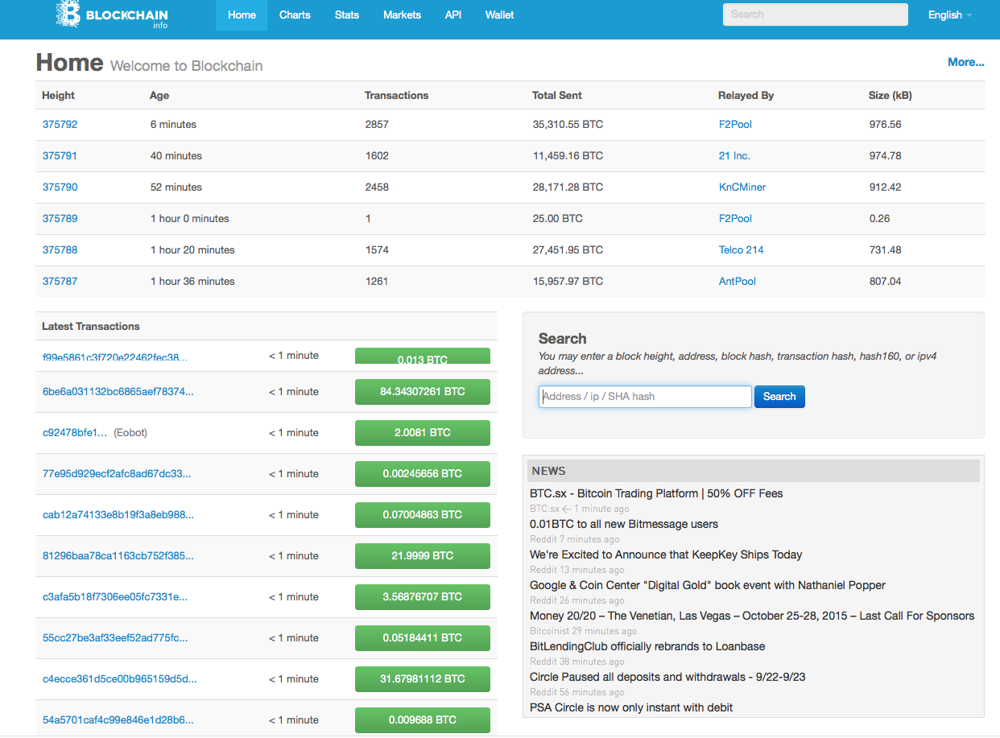 BLOCKCHAIN
info
Home Charts Stats Markets API Wallet
Search
English
Home Welcome to Blockchain
More...
Height Age Transactions Total Sent Relayed By Size (kB)
375792 6 minutes 2857 35,310.55 BTC F2Pool 976.56
375791 40 minutes 1602 11,459.16 BTC 21 Inc. 974.78
375790 52 minutes 2458 28,171.28 BTC KnCMiner 912.42
375789 1 hour 0 minutes 1 25.00 BTC F2Pool 0.26
375788 1 hour 20 minutes 1574 27,451.95 BTC Telco 214 731.48
375787 1 hour 36 minutes 1261 15,957.97 BTC AntPool 807.04
Latest Transactions
f99e5861c3f720e22462fec38... < 1 minute 0.013 BTC
6be6a031132bc6865aef78374... < 1 minute 84.34307261 BTC
c92478bfe1... (Eobot) < 1 minute 2.0081 BTC
77e95d929ecf2afc8ad67dc33... < 1 minute 0.00245656 BTC
cab12a74133e8b19f3a8eb988... < 1 minute 0.07004863 BTC
81296baa78ca1163cb752f385... < 1 minute 21.9999 BTC
c3afa5b18f7306ee05fc7331e... < 1 minute 3.56876707 BTC
55cc27be3af33eef52ad775fc... < 1 minute 0.05184411 BTC
c4ecce361d5ce00b965159d5d... < 1 minute 31.67981112 BTC
54a5701caf4c99e846e1d28b6... < 1 minute 0.009688 BTC
Search
You may enter a block height, address, block hash, transaction hash, hash160, or ipv4
address...
Address / ip / SHA hash Search
NEWS
BTC.sx - Bitcoin Trading Platform | 50% OFF Fees
BTC.sx ← 1 minute ago
0.01BTC to all new Bitmessage users
Reddit 7 minutes ago
We're Excited to Announce that KeepKey Ships Today
Reddit 13 minutes ago
Google & Coin Center "Digital Gold" book event with Nathaniel Popper
Reddit 26 minutes ago
Money 20/20 – The Venetian, Las Vegas – October 25-28, 2015 – Last Call For Sponsors
Bitcoinist 29 minutes ago
BitLendingClub officially rebrands to Loanbase
Reddit 38 minutes ago
Circle Paused all deposits and withdrawals - 9/22-9/23
Reddit 56 minutes ago
PSA Circle is now only instant with debit